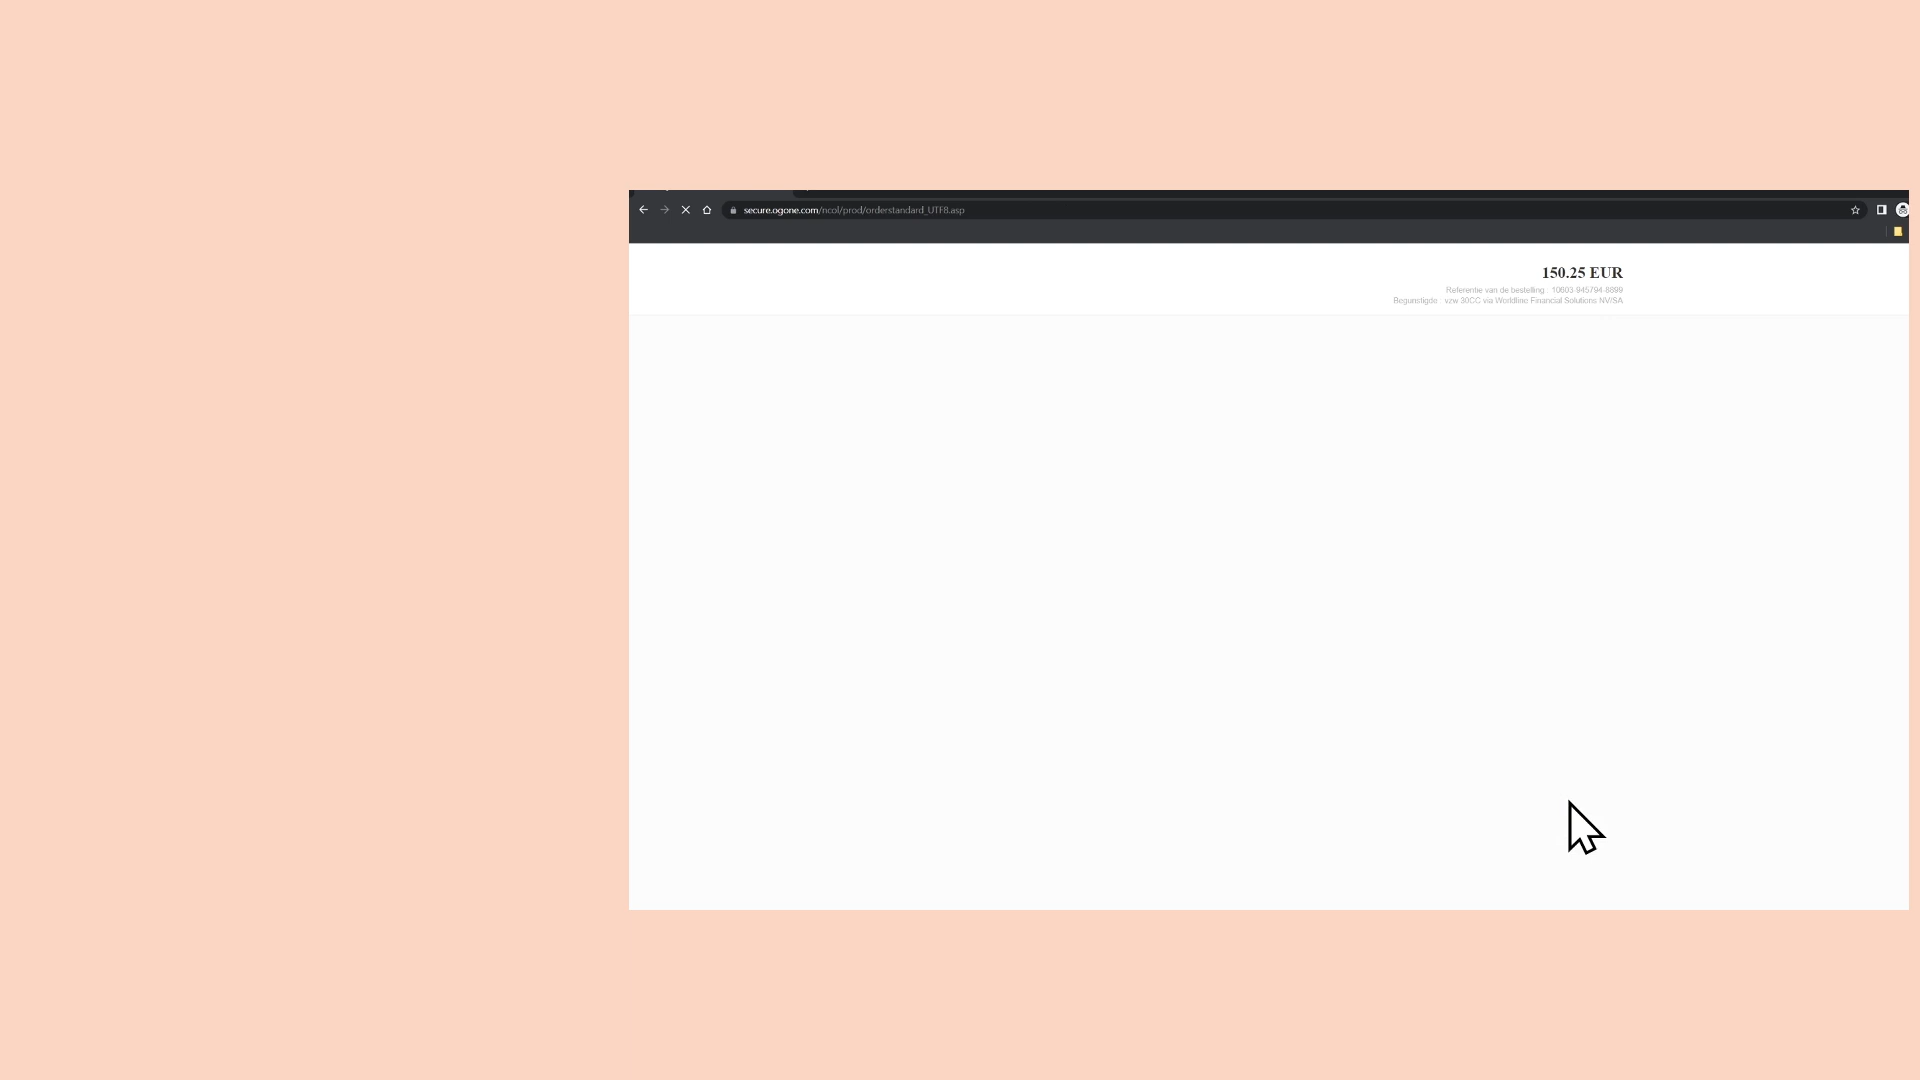 secure.ogone.com/ncol/prod/orderstandard_UTF8.asp
150.25 EUR
Referentie van de bestelling : 10603-945794-8899
Begunstigde : vzw 30CC via Worldline Financial Solutions NV/SA